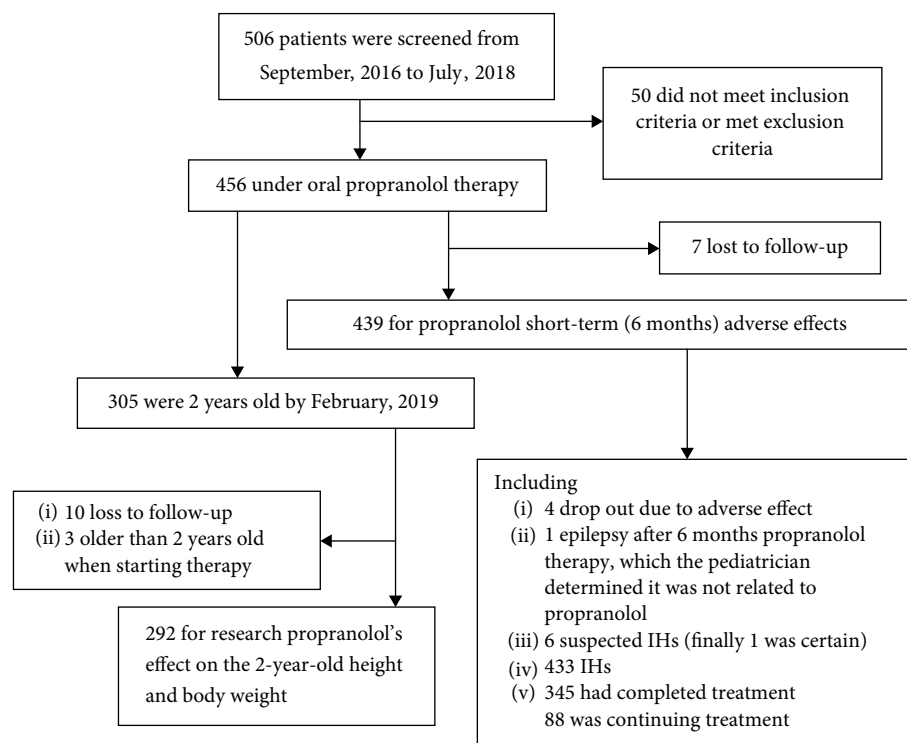 506 patients were screened from
September, 2016 to July, 2018
50 did not meet inclusion
criteria or met exclusion
criteria
456 under oral propranolol therapy
7 lost to follow-up
439 for propranolol short-term (6 months) adverse effects
305 were 2 years old by February, 2019
(i) 10 loss to follow-up
(ii) 3 older than 2 years old
when starting therapy
292 for research propranolol's
effect on the 2-year-old height
and body weight
Including
(i) 4 drop out due to adverse effect
(ii) 1 epilepsy after 6 months propranolol
therapy, which the pediatrician
determined it was not related to
propranolol
(iii) 6 suspected IHs (finally 1 was certain)
(iv) 433 IHs
(v) 345 had completed treatment
88 was continuing treatment